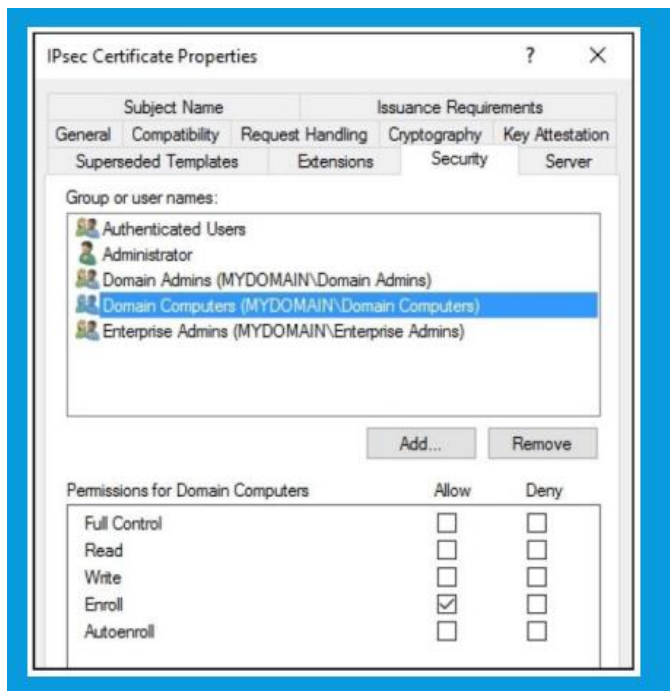 IPsec Certificate Properties ? ×
Subject Name Issuance Requirements
General Compatibility Request Handling Cryptography Key Attestation
Superseded Templates Extensions Security Server
Group or user names:
Authenticated Users
Administrator
Domain Admins (MYDOMAIN\Domain Admins)
Domain Computers (MYDOMAIN\Domain Computers)
Enterprise Admins (MYDOMAIN\Enterprise Admins)
Add... Remove
Permissions for Domain Computers Allow Deny
Full Control
Read
Write
Enroll
Autoenroll